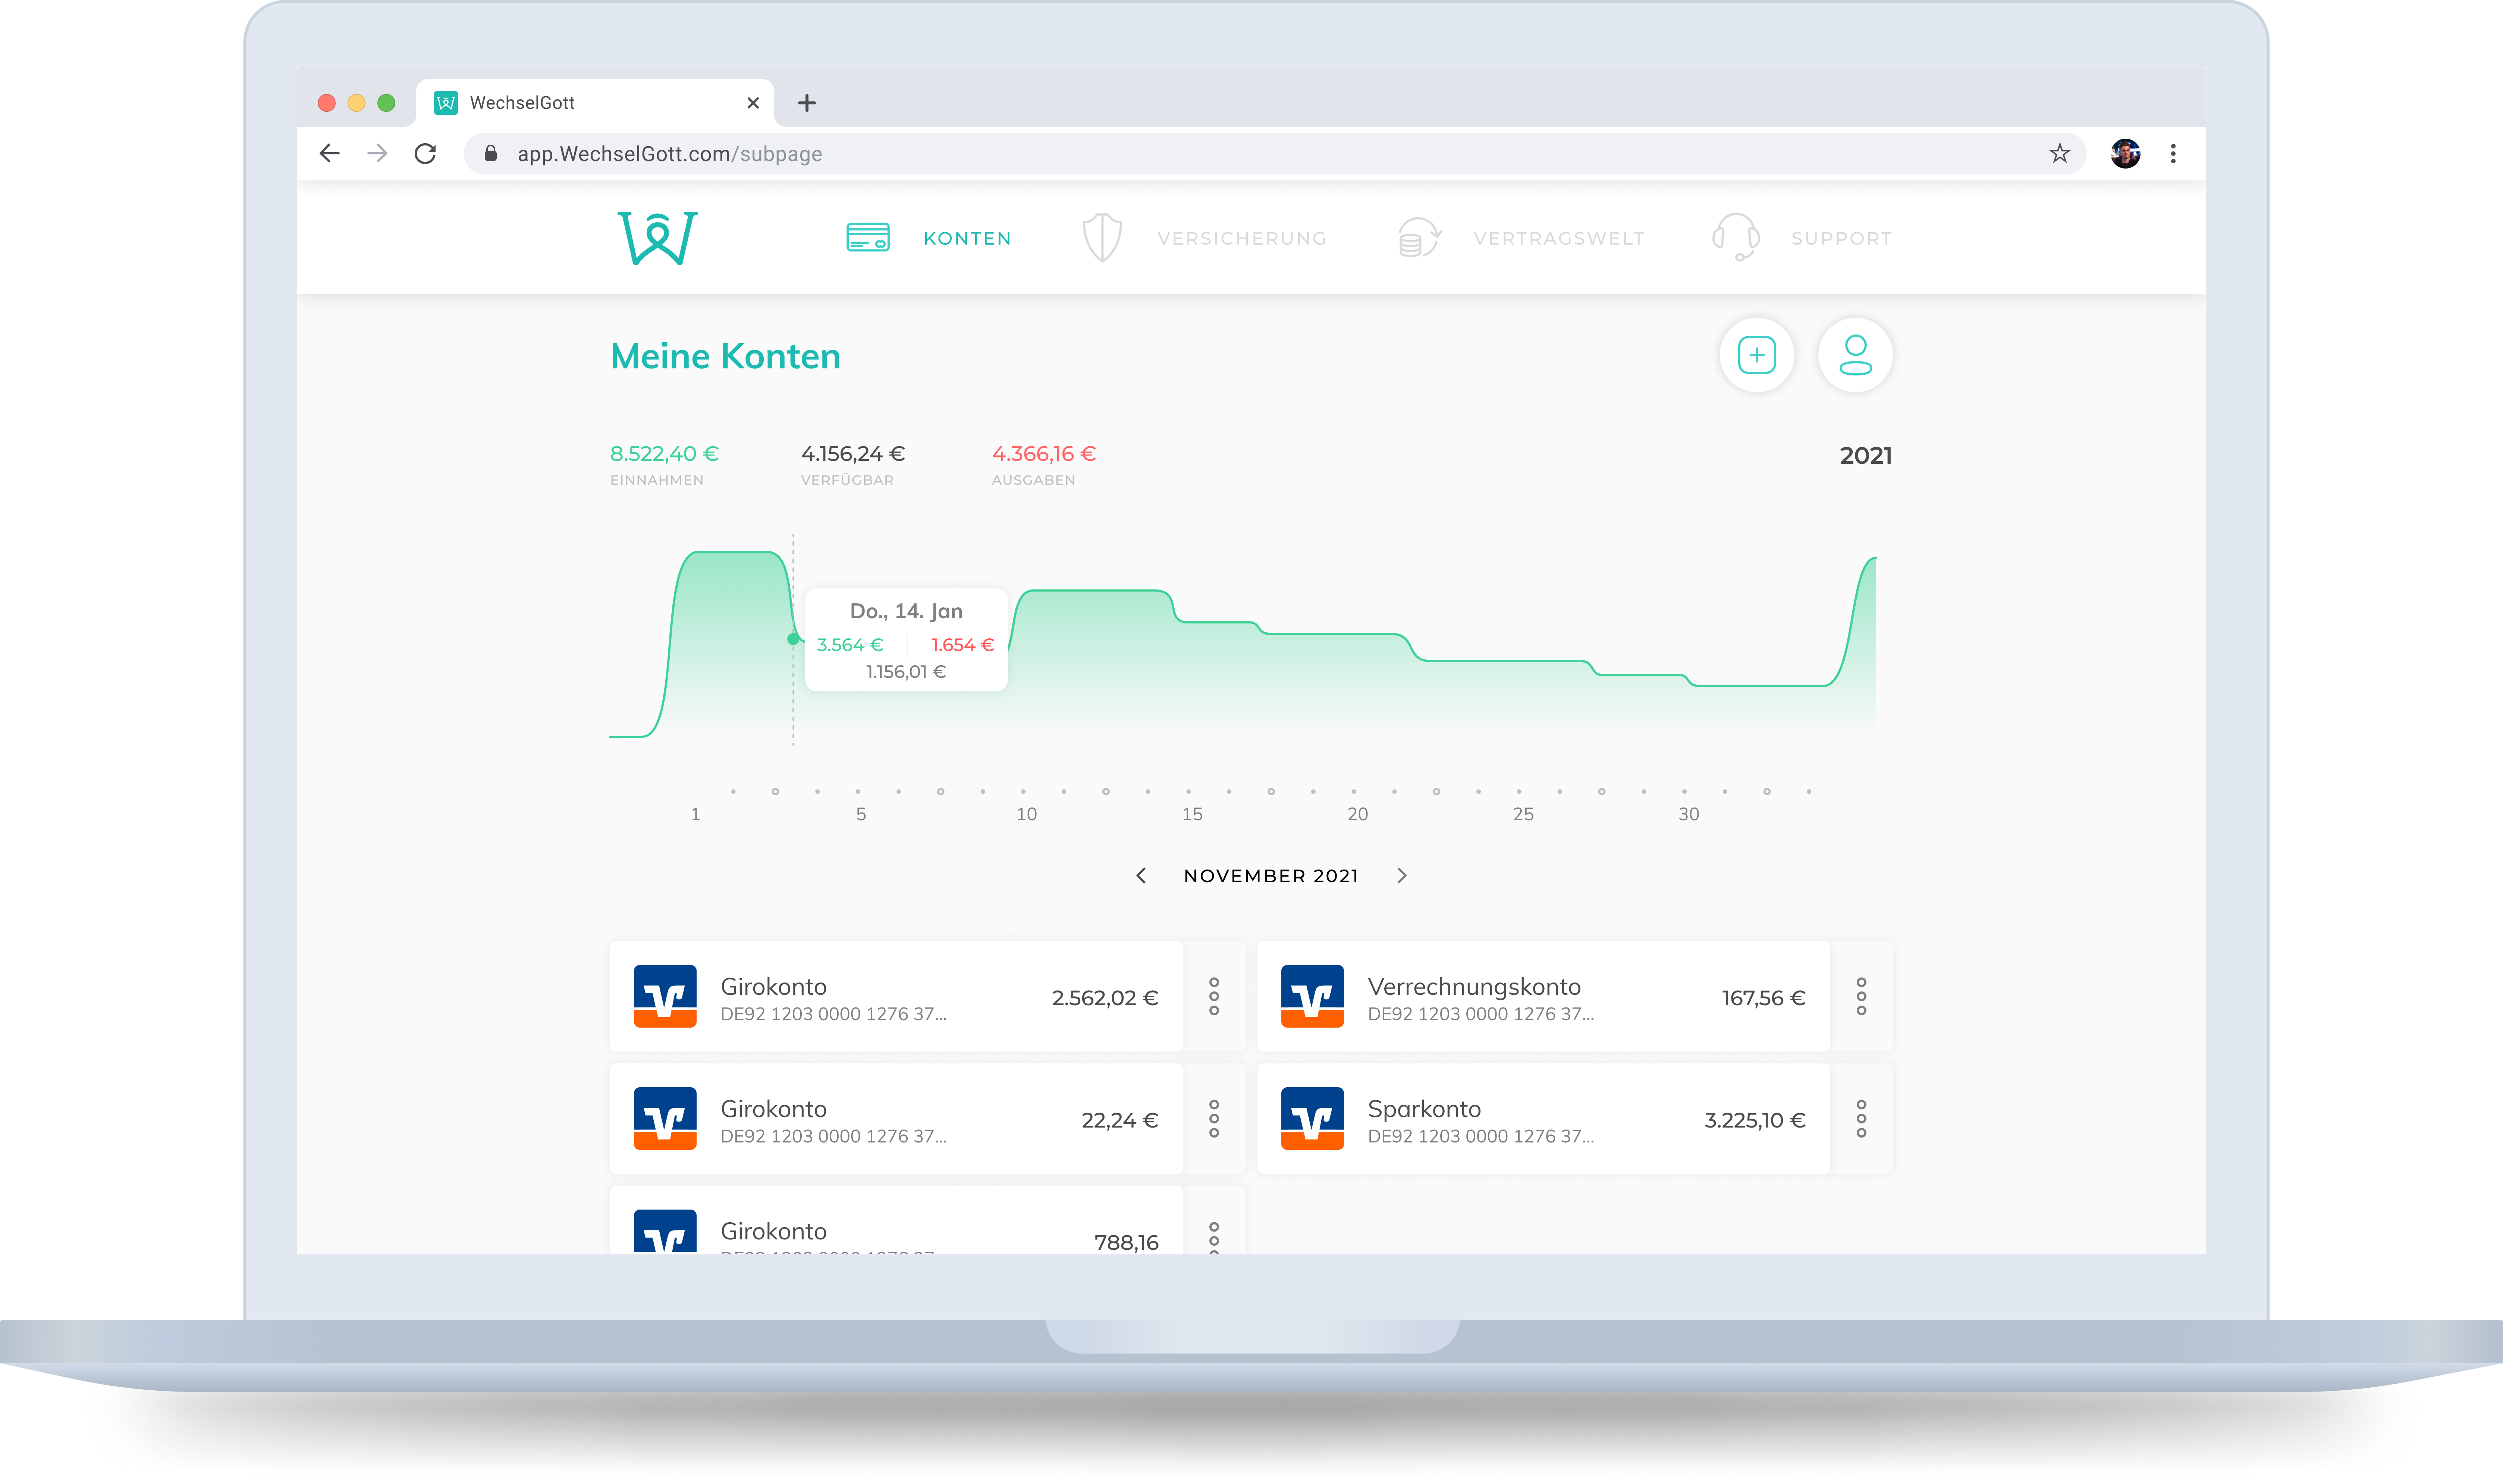 WechselGott
app.WechselGott.com/subpage
KONTEN
VERSICHERUNG
VERTRAGSWELT
SUPPORT
Meine Konten
8.522,40 €
EINNAHMEN
4.156,24 €
VERFÜGBAR
4.366,16 €
AUSGABEN
2021
Do., 14. Jan
3.564 €
1.654 €
1.156,01 €
1 5 10 15 20 25 30
NOVEMBER 2021
Girokonto
DE92 1203 0000 1276 37...
2.562,02 €
Verrechnungskonto
DE92 1203 0000 1276 37...
167,56 €
Girokonto
DE92 1203 0000 1276 37...
22,24 €
Sparkonto
DE92 1203 0000 1276 37...
3.225,10 €
Girokonto
788,16